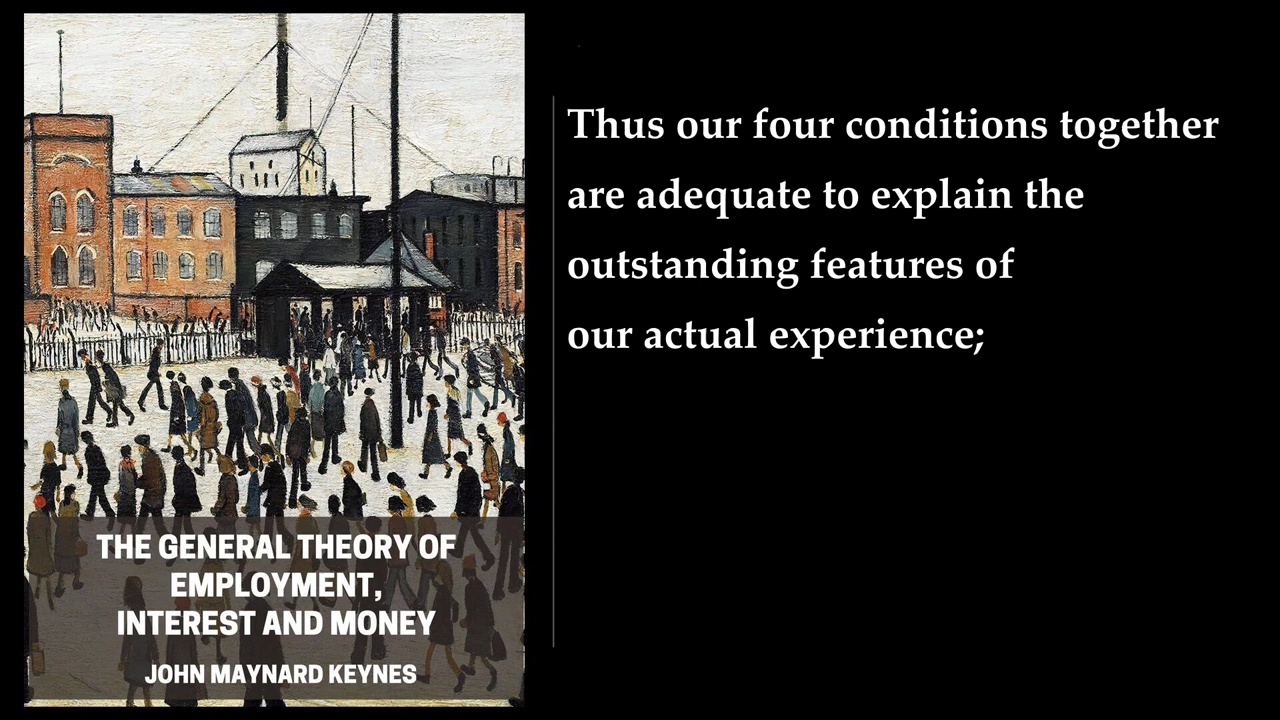 Thus our four conditions together
are adequate to explain the
outstanding features of
our actual experience;
THE GENERAL THEORY OF
EMPLOYMENT,
INTEREST AND MONEY
JOHN MAYNARD KEYNES